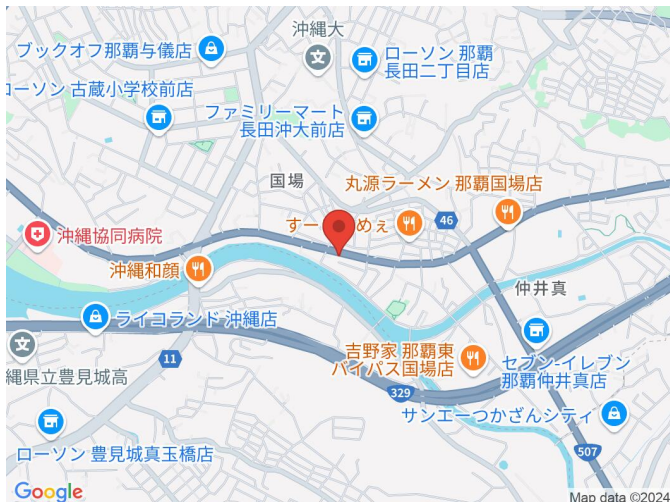 沖縄大
ブックオフ那覇与儀店
ローソン 那覇
長田二丁目店
ローソン 古蔵小学校前店
ファミリーマート
長田沖大前店
国場
丸源ラーメン 那覇国場店
すー
めぇ
46
沖縄協同病院
沖縄和顔
仲井真
ライコランド 沖縄店
縄県立豊見城高
11
吉野家 那覇東
バイパス国場店
セブン-イレブン
那覇仲井真店
329
サンエーつかざんシティ
ローソン 豊見城真玉橋店
507
Google
Map data ©2024